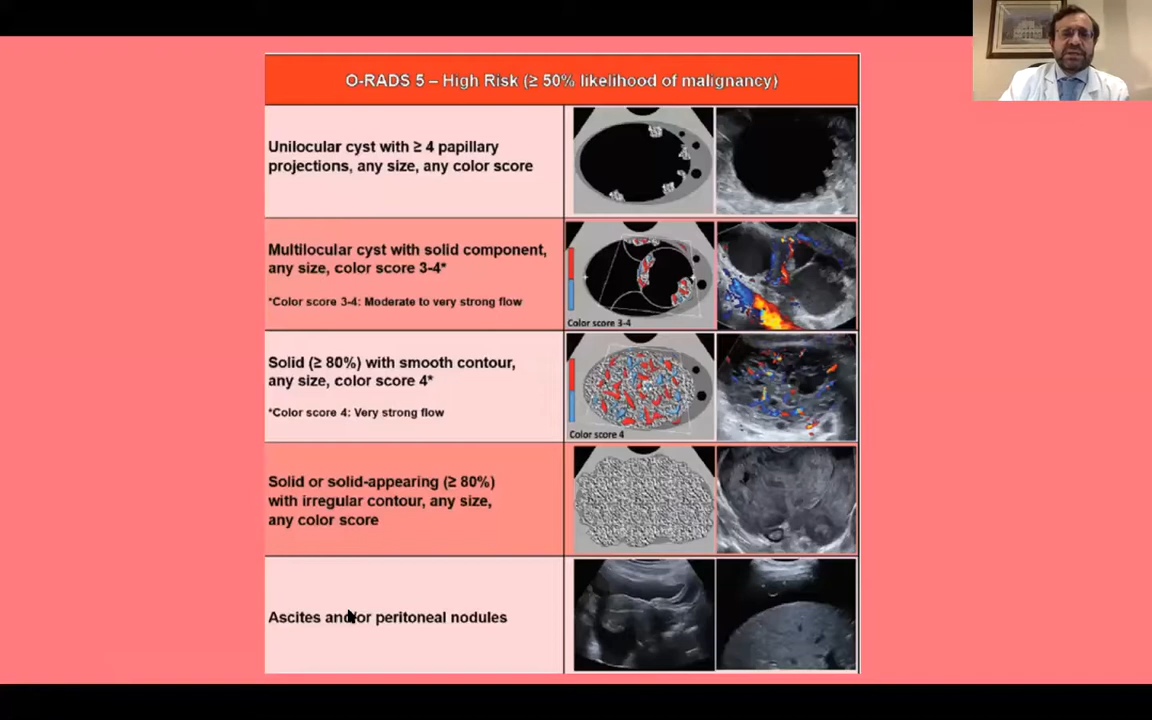 O-RADS 5 – High Risk (≥ 50% likelihood of malignancy)
Unilocular cyst with ≥ 4 papillary
projections, any size, any color score
Multilocular cyst with solid component,
any size, color score 3-4*
*Color score 3-4: Moderate to very strong flow
Color score 3-4
Solid (≥ 80%) with smooth contour,
any size, color score 4*
*Color score 4: Very strong flow
Color score 4
Solid or solid-appearing (≥ 80%)
with irregular contour, any size,
any color score
Ascites and/or peritoneal nodules